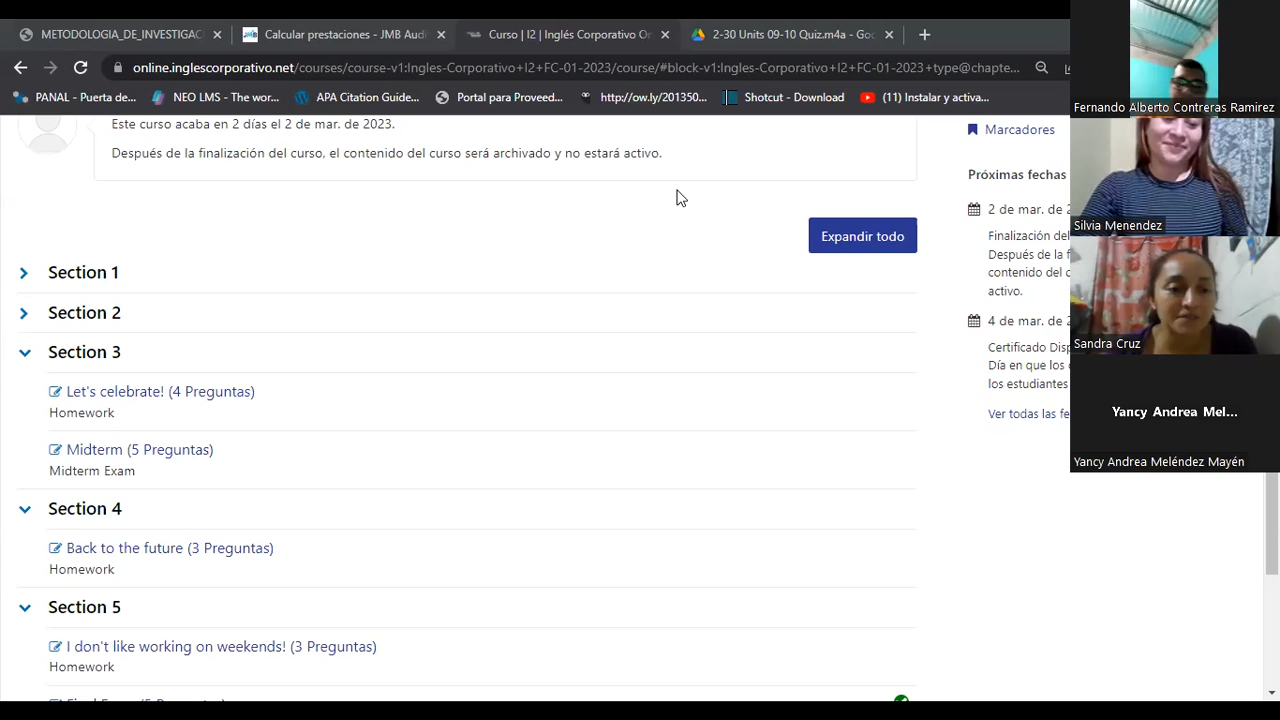 METODOLOGIA_DE_INVESTIGAC
Calcular prestaciones - JMB Audi
Curso | I2 | Inglés Corporativo On
2-30 Units 09-10 Quiz.m4a - Goo
online.inglescorporativo.net/courses/course-v1:Ingles-Corporativo+I2+FC-01-2023/course/#block-v1:Ingles-Corporativo+I2+FC-01-2023+type@chapte...
PANAL - Puerta de...
NEO LMS - The wor...
APA Citation Guide...
Portal para Proveed...
http://ow.ly/201350...
Shotcut - Download
(11) Instalar y activa...
Este curso acaba en 2 días el 2 de mar. de 2023.
Después de la finalización del curso, el contenido del curso será archivado y no estará activo.
Expandir todo
Section 1
Section 2
Section 3
Let's celebrate! (4 Preguntas)
Homework
Midterm (5 Preguntas)
Midterm Exam
Section 4
Back to the future (3 Preguntas)
Homework
Section 5
I don't like working on weekends! (3 Preguntas)
Homework
Marcadores
Próximas fechas
2 de mar. de 2
Finalización del
Después de la f
contenido del c
activo.
4 de mar. de 2
Certificado Disp
Día en que los
los estudiantes
Ver todas las fe
Fernando Alberto Contreras Ramirez
Silvia Menendez
Sandra Cruz
Yancy Andrea Mel...
Yancy Andrea Meléndez Mayén